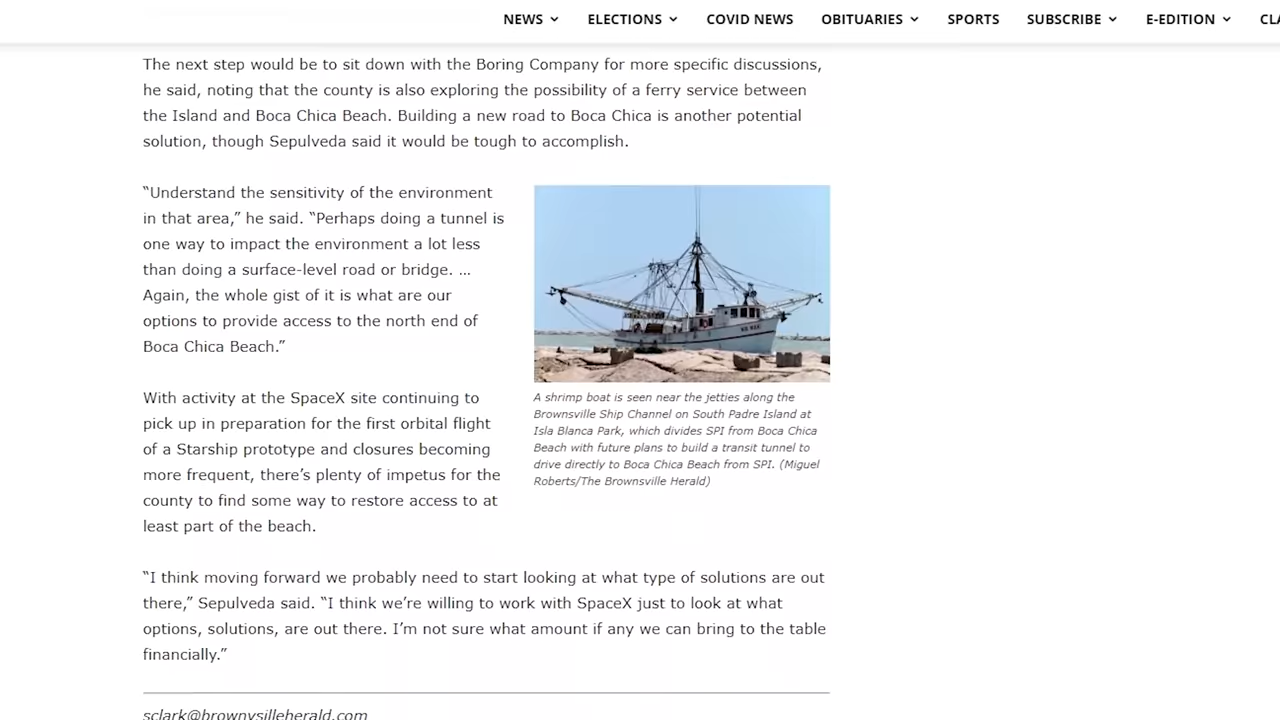 NEWS ELECTIONS COVID NEWS OBITUARIES SPORTS SUBSCRIBE E-EDITION CL
The next step would be to sit down with the Boring Company for more specific discussions,
he said, noting that the county is also exploring the possibility of a ferry service between
the Island and Boca Chica Beach. Building a new road to Boca Chica is another potential
solution, though Sepulveda said it would be tough to accomplish.
“Understand the sensitivity of the environment
in that area,” he said. “Perhaps doing a tunnel is
one way to impact the environment a lot less
than doing a surface-level road or bridge. …
Again, the whole gist of it is what are our
options to provide access to the north end of
Boca Chica Beach.”
A shrimp boat is seen near the jetties along the
Brownsville Ship Channel on South Padre Island at
Isla Blanca Park, which divides SPI from Boca Chica
Beach with future plans to build a transit tunnel to
drive directly to Boca Chica Beach from SPI. (Miguel
Roberts/The Brownsville Herald)
With activity at the SpaceX site continuing to
pick up in preparation for the first orbital flight
of a Starship prototype and closures becoming
more frequent, there’s plenty of impetus for the
county to find some way to restore access to at
least part of the beach.
“I think moving forward we probably need to start looking at what type of solutions are out
there,” Sepulveda said. “I think we’re willing to work with SpaceX just to look at what
options, solutions, are out there. I’m not sure what amount if any we can bring to the table
financially.”
sclark@brownvsilleherald.com